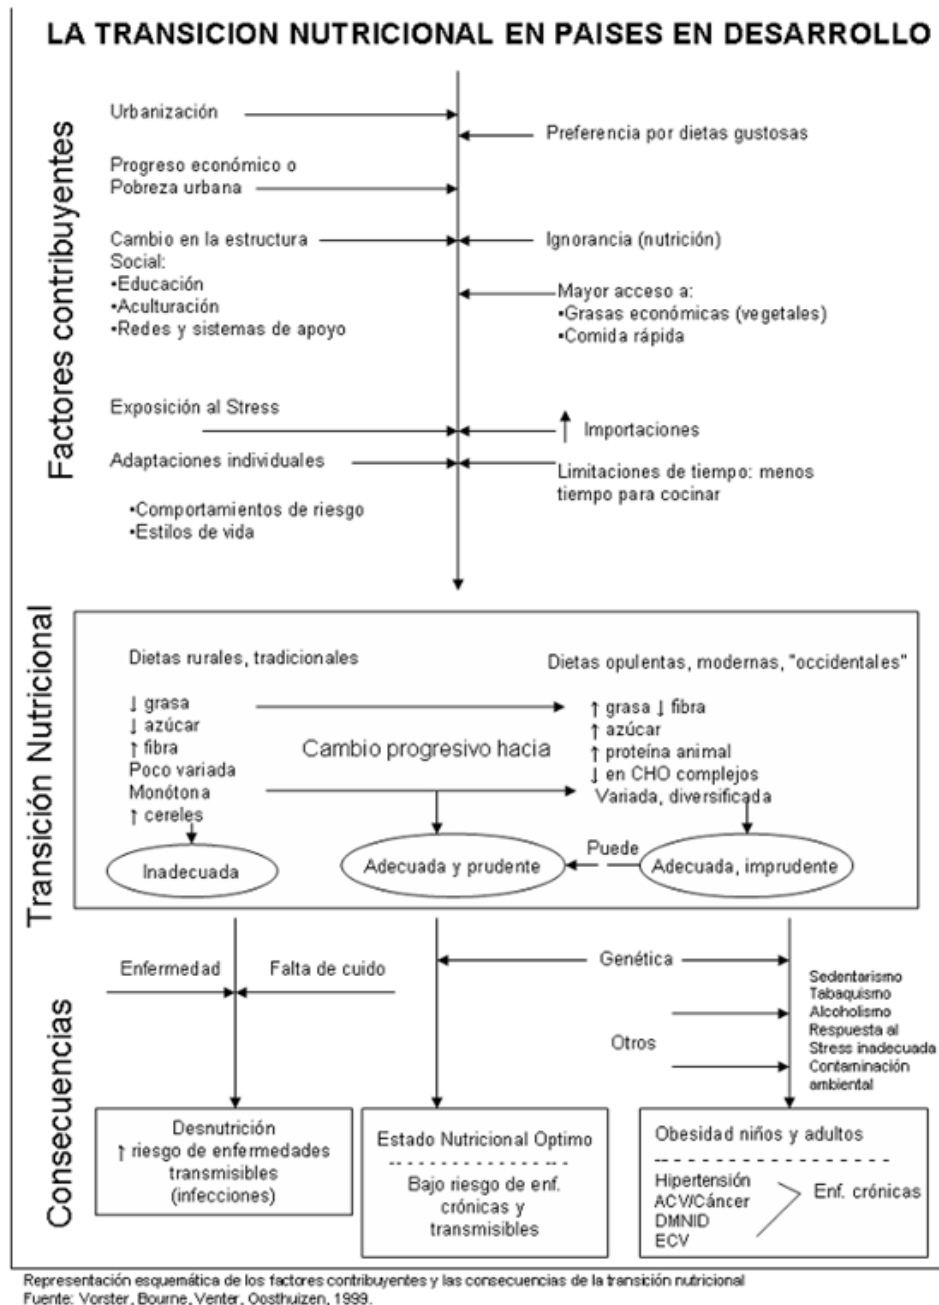 LA TRANSICION NUTRICIONAL EN PAISES EN DESARROLLO
Factores contribuyentes
Urbanización
Preferencia por dietas gustosas
Progreso económico o
Pobreza urbana
Cambio en la estructura
Social:
•Educación
•Aculturación
•Redes y sistemas de apoyo
Ignorancia (nutrición)
Mayor acceso a:
•Grasas económicas (vegetales)
•Comida rápida
Exposición al Stress
↑ Importaciones
Adaptaciones individuales
•Comportamientos de riesgo
•Estilos de vida
Limitaciones de tiempo: menos
tiempo para cocinar
Transición Nutricional
Dietas rurales, tradicionales
↓ grasa
↓ azúcar
↑ fibra
Poco variada
Monótona
↑ cereles
Cambio progresivo hacia
Dietas opulentas, modernas, "occidentales"
↑ grasa ↓ fibra
↑ azúcar
↑ proteína animal
↓ en CHO complejos
Variada, diversificada
Inadecuada
Adecuada y prudente
Puede
Adecuada, imprudente
Consecuencias
Enfermedad
Falta de cuido
Genética
Otros
Sedentarismo
Tabaquismo
Alcoholismo
Respuesta al
Stress inadecuada
Contaminación
ambiental
Desnutrición
↑ riesgo de enfermedades
transmisibles
(infecciones)
Estado Nutricional Optimo
Bajo riesgo de enf.
crónicas y
transmisibles
Obesidad niños y adultos
Hipertensión
ACV/Cáncer
DMNID
ECV
Enf. crónicas
Representación esquemática de los factores contribuyentes y las consecuencias de la transición nutricional
Fuente: Vorster, Bourne, Venter, Oosthuizen, 1999.